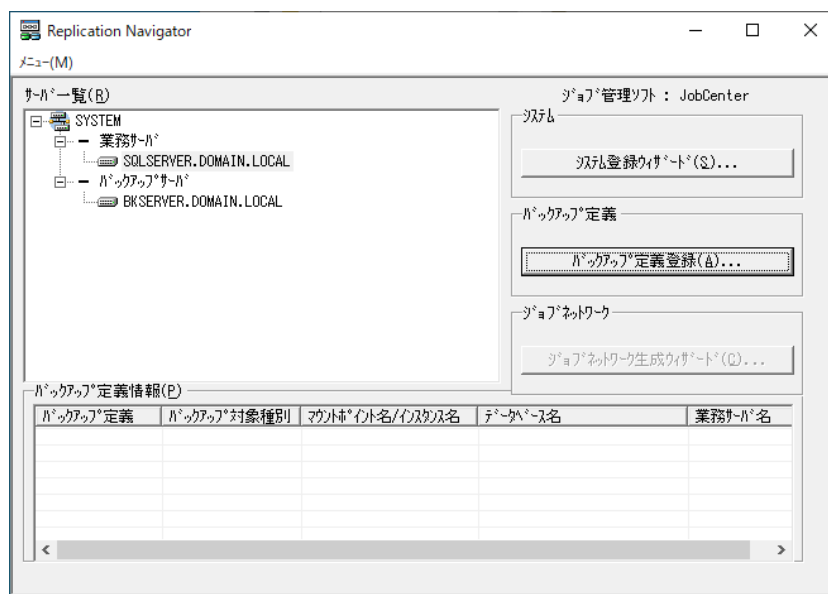 Replication Navigator
ﾒﾆｭｰ(M)
ｻｰﾊﾞ一覧(R)
ｼﾞｮﾌﾞ管理ｿﾌﾄ : JobCenter
SYSTEM
業務ｻｰﾊﾞ
SQLSERVER.DOMAIN.LOCAL
ﾊﾞｯｸｱｯﾌﾟｻｰﾊﾞ
BKSERVER.DOMAIN.LOCAL
ｼｽﾃﾑ
ｼｽﾃﾑ登録ｳｨｻﾞｰﾄﾞ(S)...
ﾊﾞｯｸｱｯﾌﾟ定義
ﾊﾞｯｸｱｯﾌﾟ定義登録(A)...
ｼﾞｮﾌﾞﾈｯﾄﾜｰｸ
ｼﾞｮﾌﾞﾈｯﾄﾜｰｸ生成ｳｨｻﾞｰﾄﾞ(C)...
ﾊﾞｯｸｱｯﾌﾟ定義情報(P)
ﾊﾞｯｸｱｯﾌﾟ定義 ﾊﾞｯｸｱｯﾌﾟ対象種別 ﾏｳﾝﾄﾎﾟｲﾝﾄ名/ｲﾝｽﾀﾝｽ名 ﾃﾞｰﾀﾍﾞｰｽ名 業務ｻｰﾊﾞ名